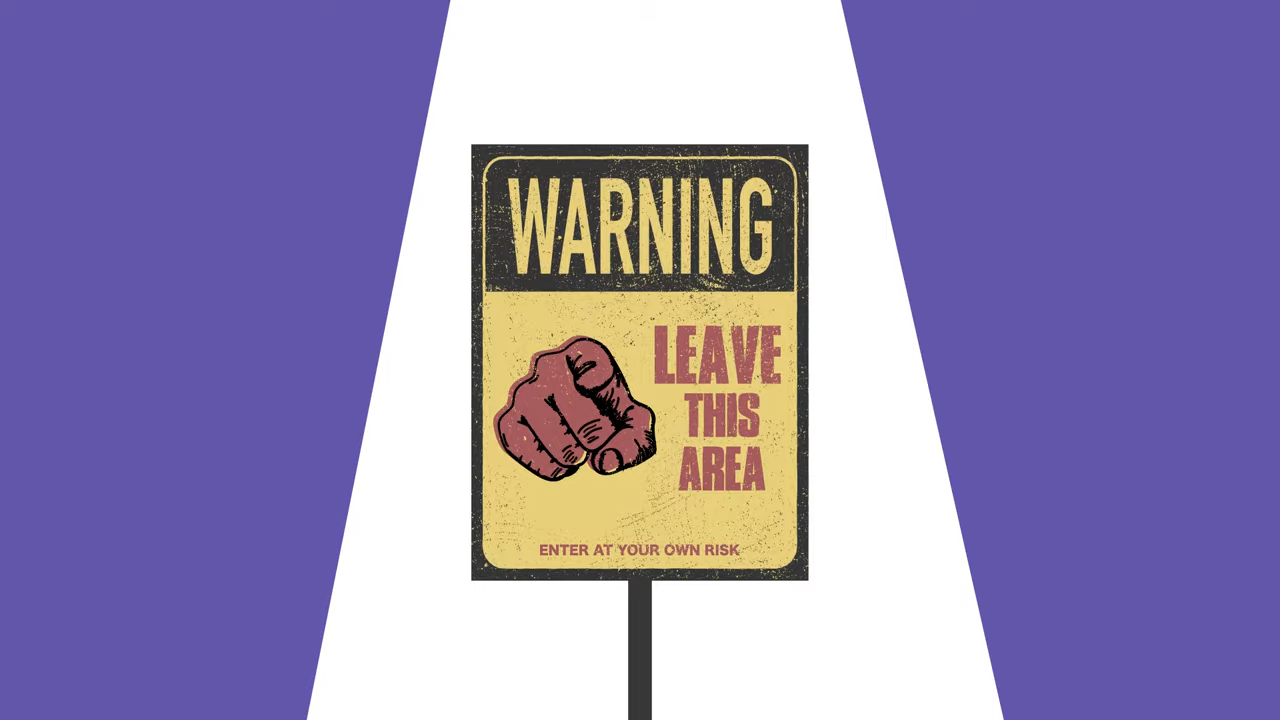 WARNING
LEAVE
THIS
AREA
ENTER AT YOUR OWN RISK